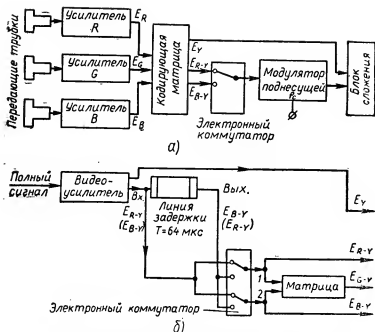 Передающие трубки
Усилитель
R
Усилитель
G
Усилитель
B
E_R
E_G
E_B
Кодирующая
матрица
E_Y
E_R-Y
E_B-Y
Электронный
коммутатор
Модулятор
поднесущей
Блок
сложения
а)
Полный
сигнал
Видео-
усилитель
Вх.
Вых.
Линия
задержки
T=64 мкс
E_R-Y
(E_B-Y)
E_B-Y
(E_R-Y)
E_Y
1
2
Матрица
E_R-Y
E_G-Y
E_B-Y
Электронный коммутатор
б)